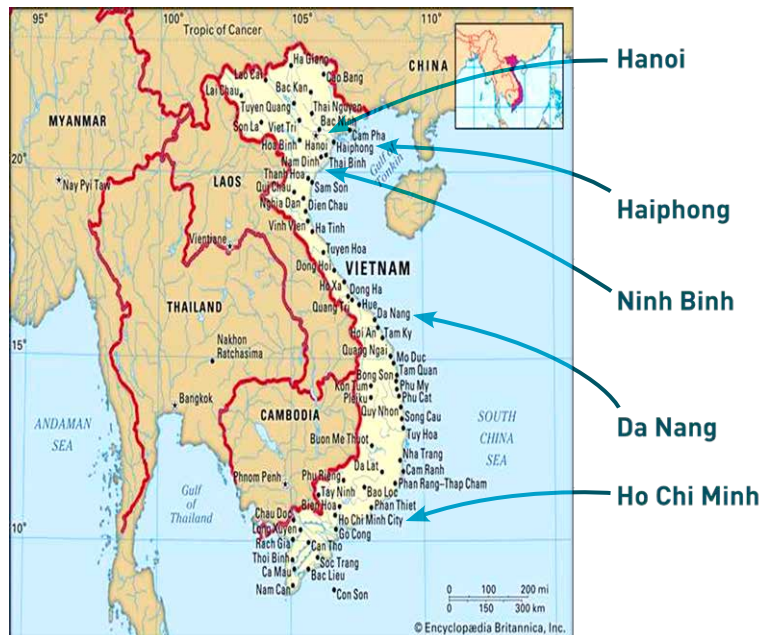 95°
100°
105°
110°
Tropic of Cancer
CHINA
Ha Giang
Lao Cai
Cao Bang
Lai Chau
Bac Kan
Tuyen Quang
Thai Nguyen
Bac Ninh
Son La
Viet Tri
Cam Pha
Hoa Binh
Hanoi
Haiphong
Nam Dinh
Thai Binh
Gulf of Tonkin
MYANMAR
20°
Nay Pyi Taw
LAOS
Thanh Hoa
Qui Chau
Sam Son
Nghia Dan
Dien Chau
Vinh Vien
Ha Tinh
Vientiane
Tuyen Hoa
Dong Hoi
VIETNAM
Ho Xa
Dong Ha
Quang Tri
Hue
Da Nang
THAILAND
Hoi An
Tam Ky
Nakhon
Ratchasima
15°
15°
Quang Ngai
Mo Duc
Tam Quan
Bong Son
Kon Tum
Phu My
Pleiku
Phu Cat
Bangkok
Quy Nhon
CAMBODIA
Song Cau
ANDAMAN
SEA
SOUTH
CHINA
SEA
Tuy Hoa
Buon Me Thuot
Nha Trang
Da Lat
Cam Ranh
Phnom Penh
Phu Rieng
Phan Rang–Thap Cham
Tay Ninh
Bao Loc
Gulf
of
Thailand
Bien Hoa
Phan Thiet
Chau Doc
Ho Chi Minh City
10°
10°
Long Xuyen
Go Cong
Rach Gia
Can Tho
Thoi Binh
Soc Trang
Ca Mau
Bac Lieu
Nam Can
Con Son
0 100 200 mi
0 150 300 km
© Encyclopædia Britannica, Inc.
Hanoi
Haiphong
Ninh Binh
Da Nang
Ho Chi Minh